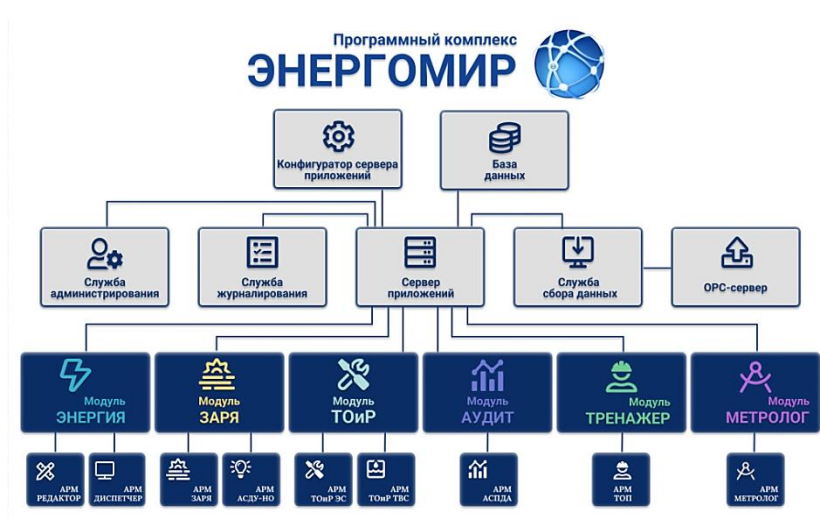 Программный комплекс
ЭНЕРГОМИР
Конфигуратор сервера
приложений
База
данных
Служба
администрирования
Служба
журналирования
Сервер
приложений
Служба
сбора данных
OPC-сервер
Модуль
ЭНЕРГИЯ
Модуль
ЗАРЯ
Модуль
ТОиР
Модуль
АУДИТ
Модуль
ТРЕНАЖЕР
Модуль
МЕТРОЛОГ
АРМ
РЕДАКТОР
АРМ
ДИСПЕТЧЕР
АРМ
ЗАРЯ
АРМ
АСДУ-НО
АРМ
ТОиР ЭС
АРМ
ТОиР ТВС
АРМ
АСПДА
АРМ
ТОП
АРМ
МЕТРОЛОГ